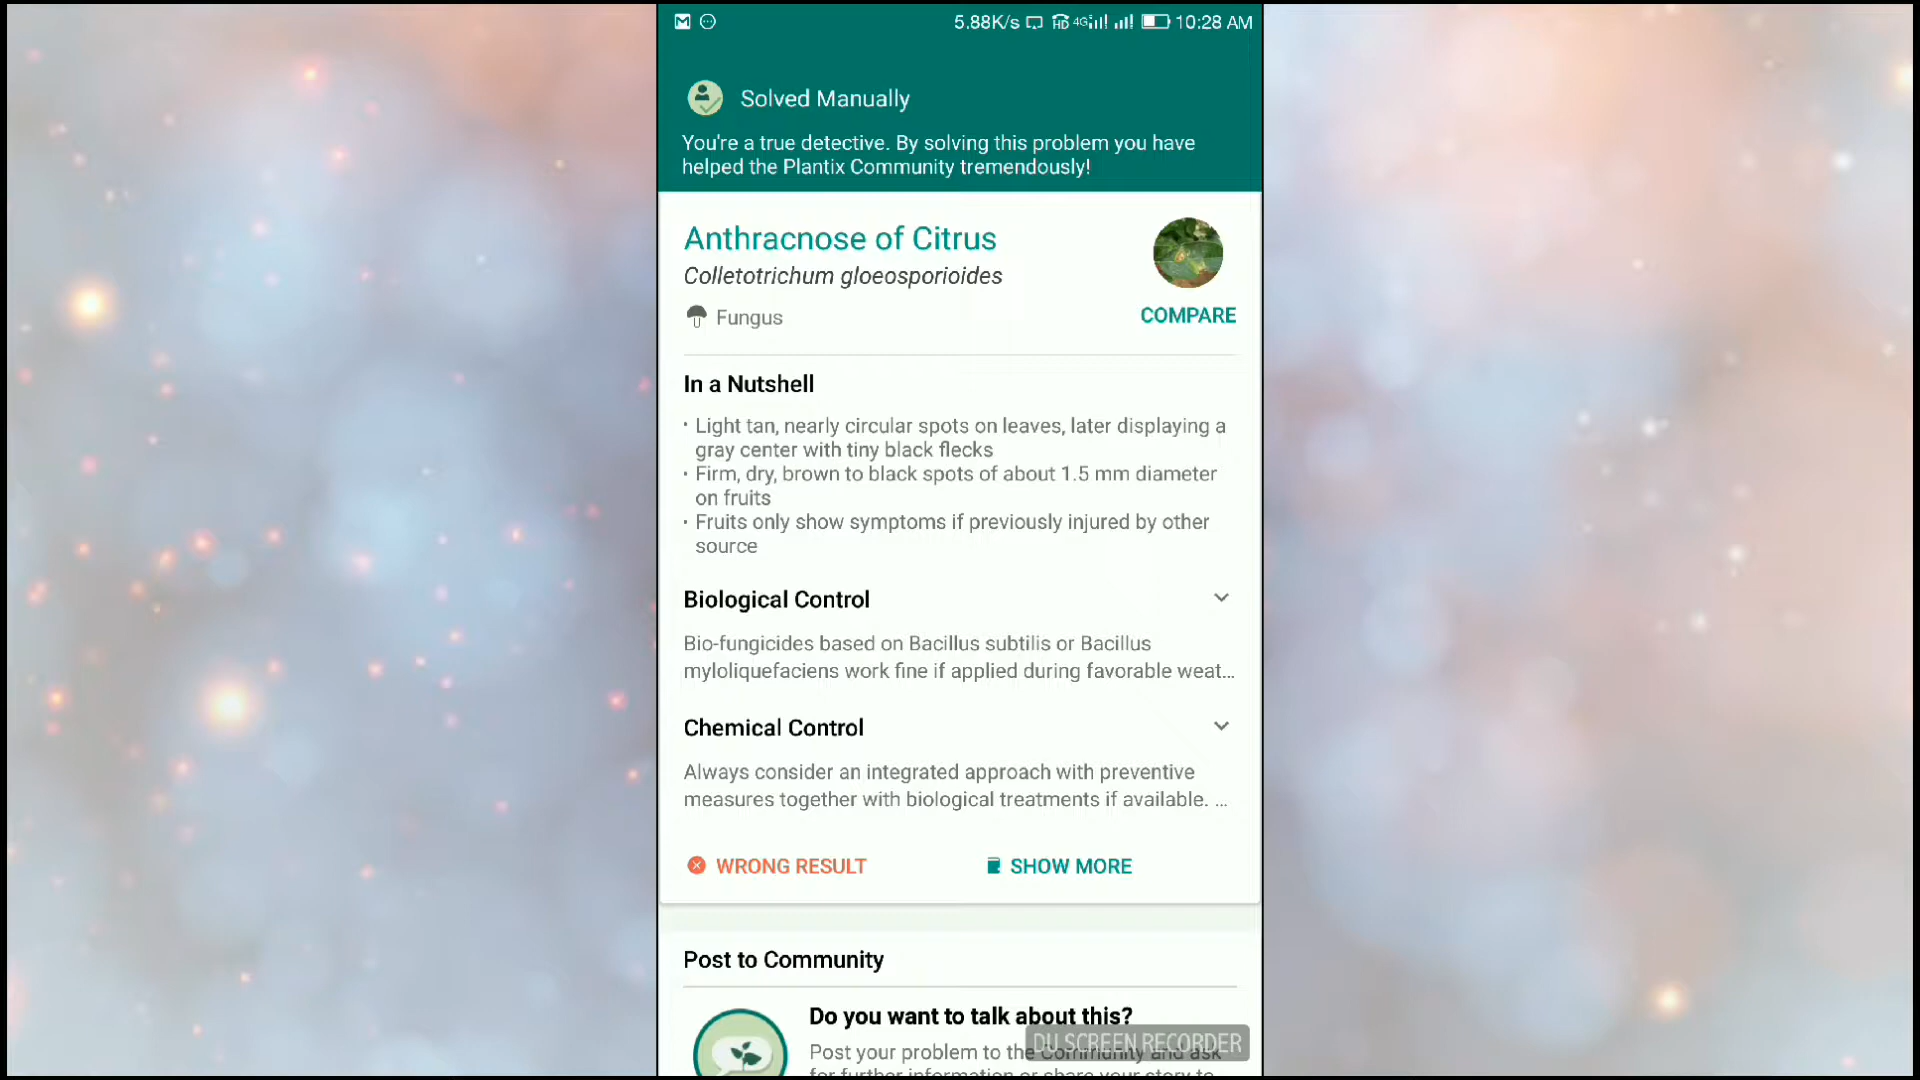 5.88K/s HD 4G 10:28 AM
Solved Manually
You're a true detective. By solving this problem you have
helped the Plantix Community tremendously!
Anthracnose of Citrus
Colletotrichum gloeosporioides
Fungus
COMPARE
In a Nutshell
· Light tan, nearly circular spots on leaves, later displaying a
gray center with tiny black flecks
· Firm, dry, brown to black spots of about 1.5 mm diameter
on fruits
· Fruits only show symptoms if previously injured by other
source
Biological Control
Bio-fungicides based on Bacillus subtilis or Bacillus
myloliquefaciens work fine if applied during favorable weat...
Chemical Control
Always consider an integrated approach with preventive
measures together with biological treatments if available. ...
WRONG RESULT
SHOW MORE
Post to Community
Do you want to talk about this?
DU SCREEN RECORDER
Post your problem to the Community and ask
for further information or share your story to